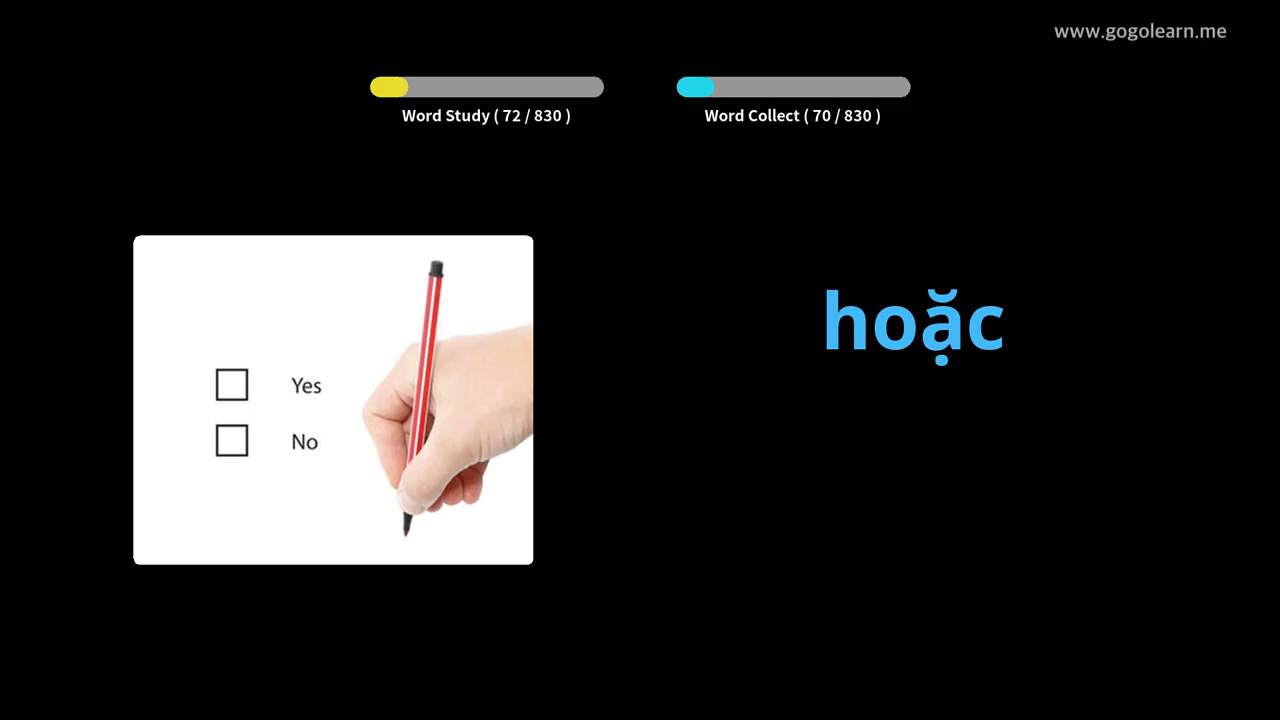 www.gogolearn.me
Word Study ( 72 / 830 )
Word Collect ( 70 / 830 )
hoặc
Yes
No